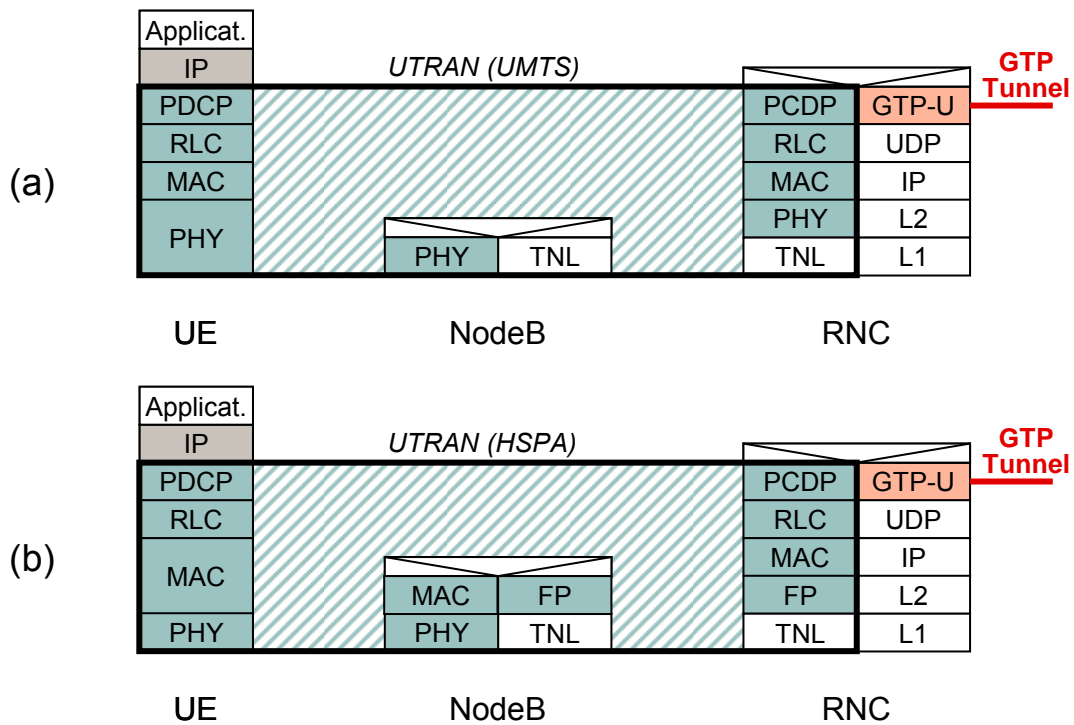 Applicat.
IP
UTRAN (UMTS)
GTP
Tunnel
PDCP
PCDP
GTP-U
RLC
RLC
UDP
(a)
MAC
MAC
IP
PHY
PHY
L2
PHY
TNL
TNL
L1
UE
NodeB
RNC
Applicat.
IP
UTRAN (HSPA)
GTP
Tunnel
PDCP
PCDP
GTP-U
RLC
RLC
UDP
(b)
MAC
MAC
IP
MAC
FP
FP
L2
PHY
PHY
TNL
TNL
L1
UE
NodeB
RNC